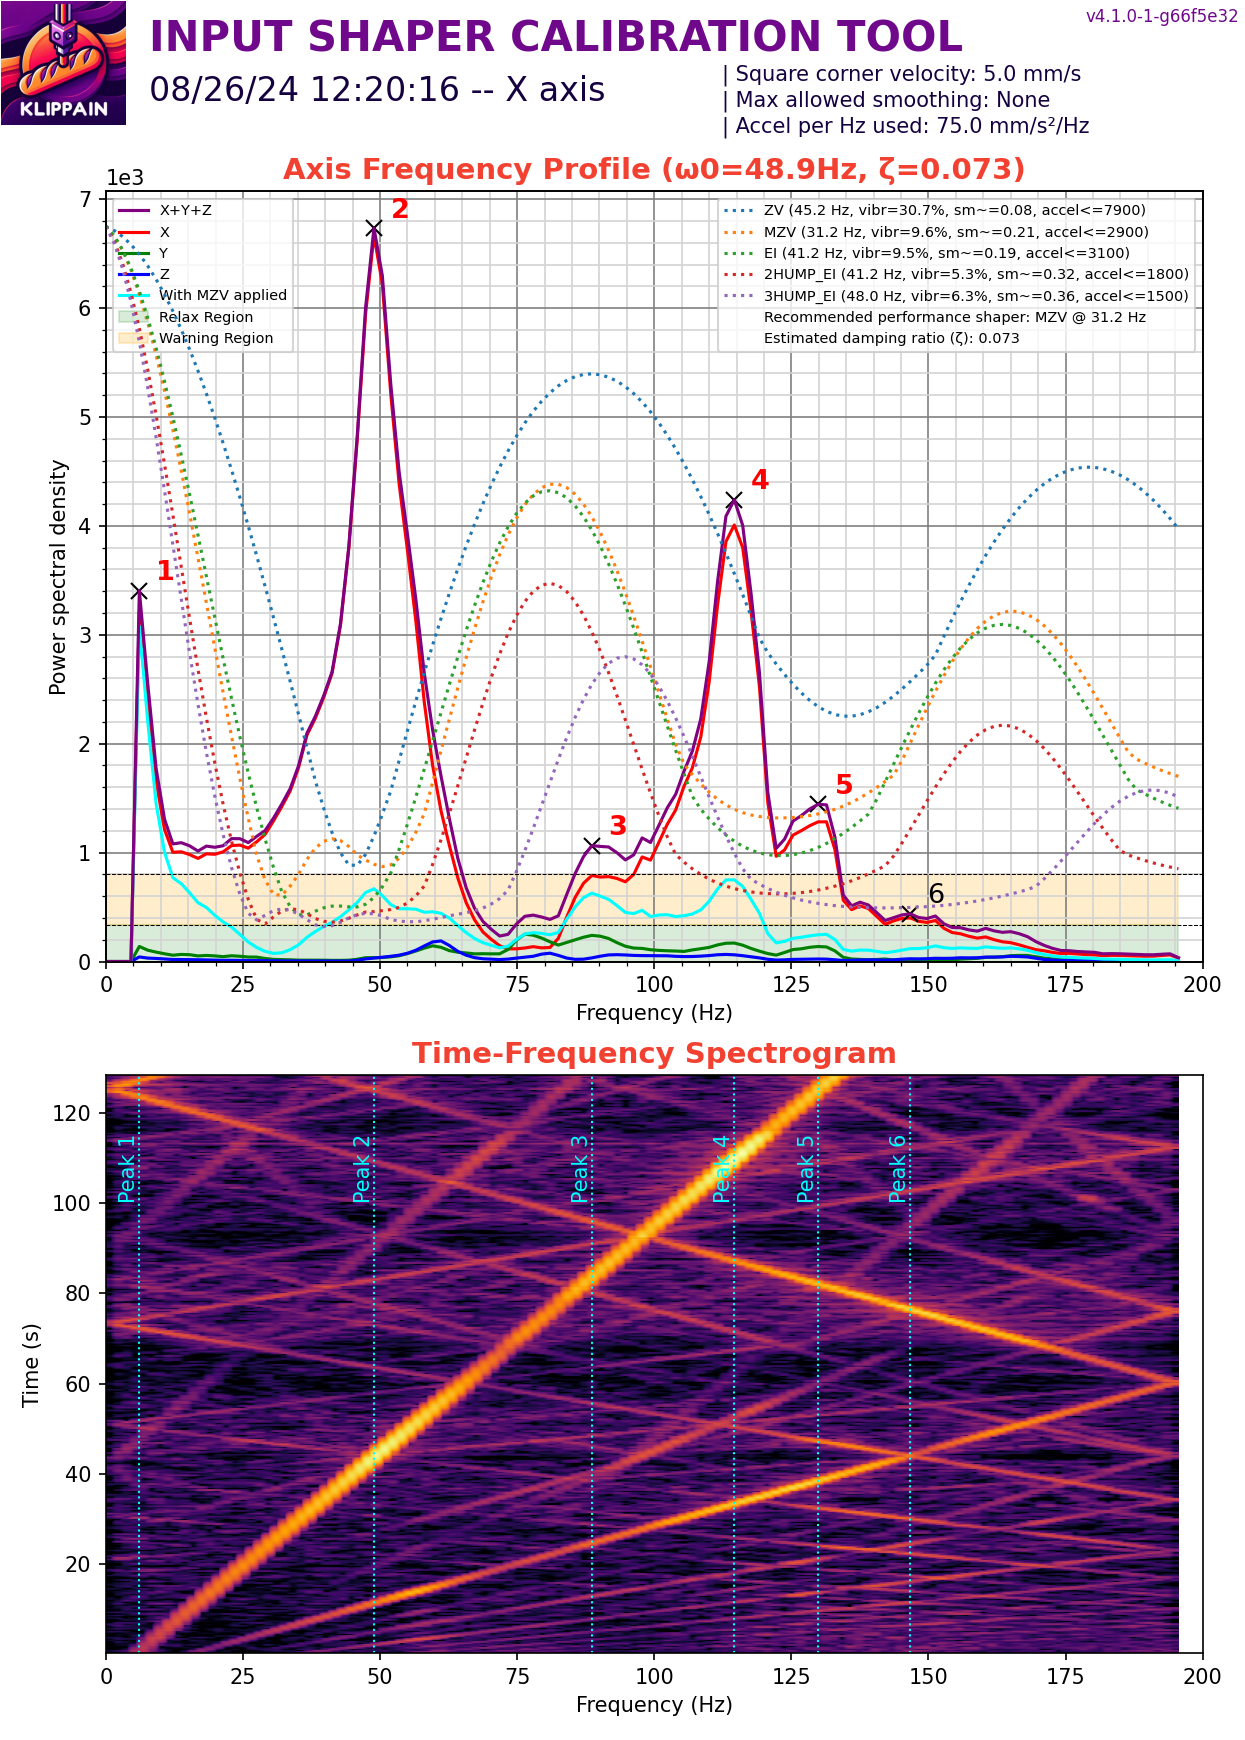 v4.1.0-1-g66f5e32
INPUT SHAPER CALIBRATION TOOL
08/26/24 12:20:16 -- X axis
| Square corner velocity: 5.0 mm/s
| Max allowed smoothing: None
| Accel per Hz used: 75.0 mm/s²/Hz
KLIPPAIN
Axis Frequency Profile (ω0=48.9Hz, ζ=0.073)
1e3
X+Y+Z
X
Y
Z
With MZV applied
Relax Region
Warning Region
ZV (45.2 Hz, vibr=30.7%, sm~=0.08, accel<=7900)
MZV (31.2 Hz, vibr=9.6%, sm~=0.21, accel<=2900)
EI (41.2 Hz, vibr=9.5%, sm~=0.19, accel<=3100)
2HUMP_EI (41.2 Hz, vibr=5.3%, sm~=0.32, accel<=1800)
3HUMP_EI (48.0 Hz, vibr=6.3%, sm~=0.36, accel<=1500)
Recommended performance shaper: MZV @ 31.2 Hz
Estimated damping ratio (ζ): 0.073
7
6
5
4
3
2
1
0
Power spectral density
1
2
3
4
5
6
0 25 50 75 100 125 150 175 200
Frequency (Hz)
Time-Frequency Spectrogram
120
100
80
60
40
20
Time (s)
Peak 1
Peak 2
Peak 3
Peak 4
Peak 5
Peak 6
0 25 50 75 100 125 150 175 200
Frequency (Hz)